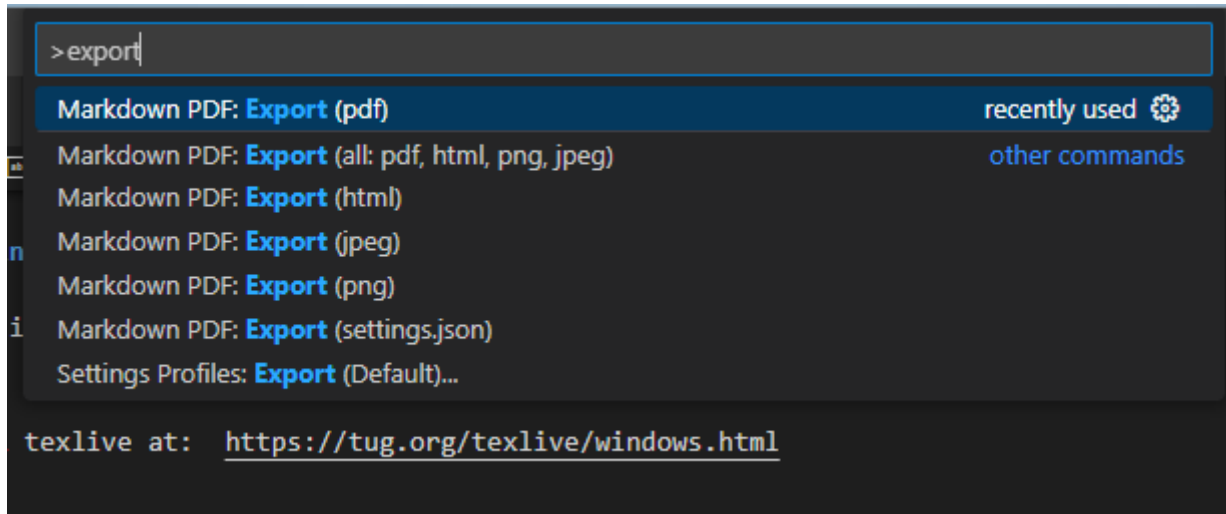 >export
Markdown PDF: Export (pdf) recently used
Markdown PDF: Export (all: pdf, html, png, jpeg) other commands
Markdown PDF: Export (html)
Markdown PDF: Export (jpeg)
n
Markdown PDF: Export (png)
i Markdown PDF: Export (settings.json)
Settings Profiles: Export (Default)...
texlive at: https://tug.org/texlive/windows.html